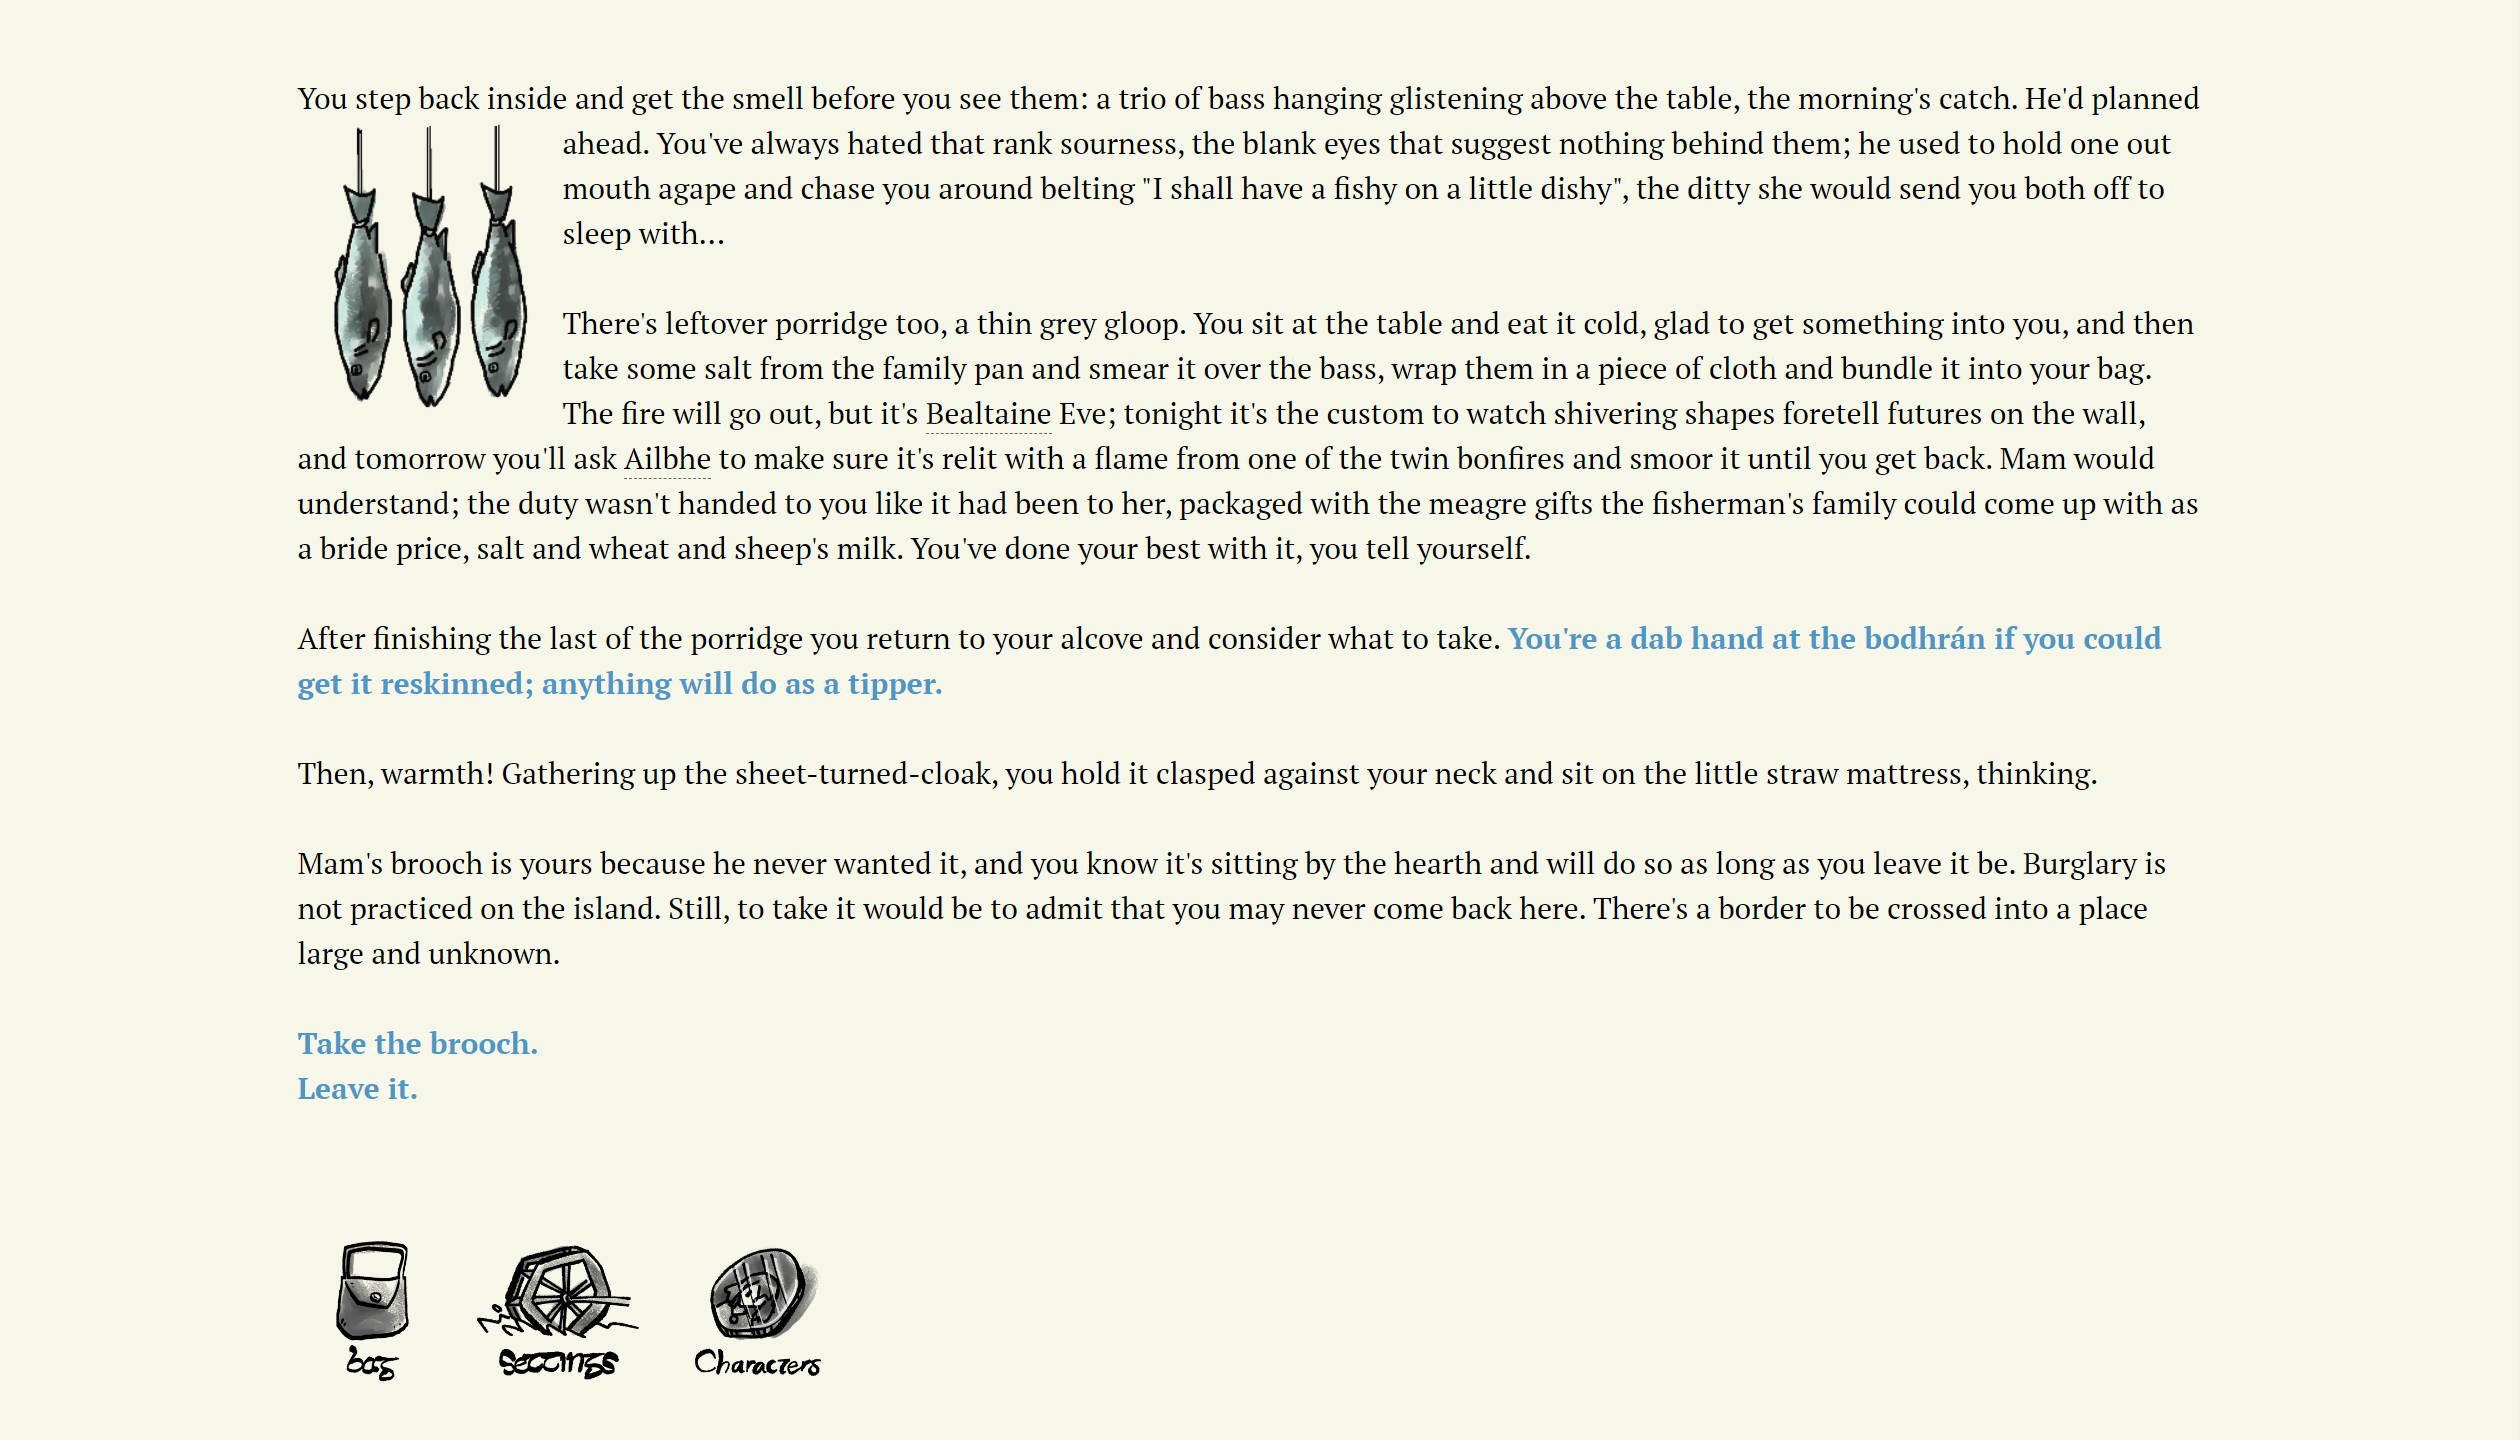 You step back inside and get the smell before you see them: a trio of bass hanging glistening above the table, the morning's catch. He'd planned
ahead. You've always hated that rank sourness, the blank eyes that suggest nothing behind them; he used to hold one out
mouth agape and chase you around belting "I shall have a fishy on a little dishy", the ditty she would send you both off to
sleep with...
There's leftover porridge too, a thin grey gloop. You sit at the table and eat it cold, glad to get something into you, and then
take some salt from the family pan and smear it over the bass, wrap them in a piece of cloth and bundle it into your bag.
The fire will go out, but it's Bealtaine Eve; tonight it's the custom to watch shivering shapes foretell futures on the wall,
and tomorrow you'll ask Ailbhe to make sure it's relit with a flame from one of the twin bonfires and smoor it until you get back. Mam would
understand; the duty wasn't handed to you like it had been to her, packaged with the meagre gifts the fisherman's family could come up with as
a bride price, salt and wheat and sheep's milk. You've done your best with it, you tell yourself.
After finishing the last of the porridge you return to your alcove and consider what to take. You're a dab hand at the bodhrán if you could
get it reskinned; anything will do as a tipper.
Then, warmth! Gathering up the sheet-turned-cloak, you hold it clasped against your neck and sit on the little straw mattress, thinking.
Mam's brooch is yours because he never wanted it, and you know it's sitting by the hearth and will do so as long as you leave it be. Burglary is
not practiced on the island. Still, to take it would be to admit that you may never come back here. There's a border to be crossed into a place
large and unknown.
Take the brooch.
Leave it.
bag settings Characters